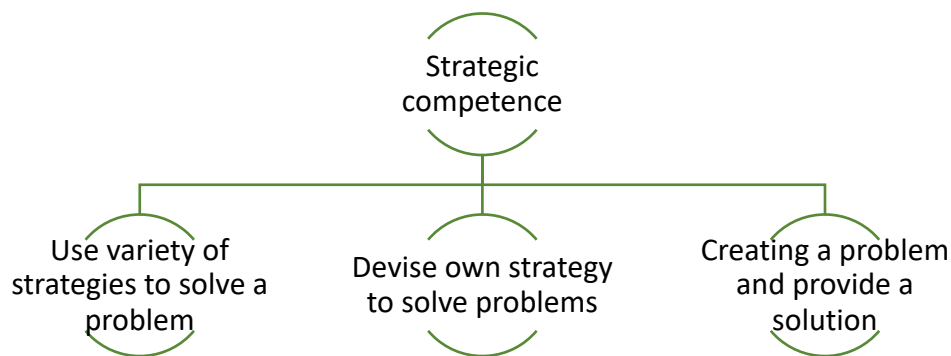 Strategic
competence
Use variety of
strategies to solve a
problem
Devise own strategy
to solve problems
Creating a problem
and provide a
solution